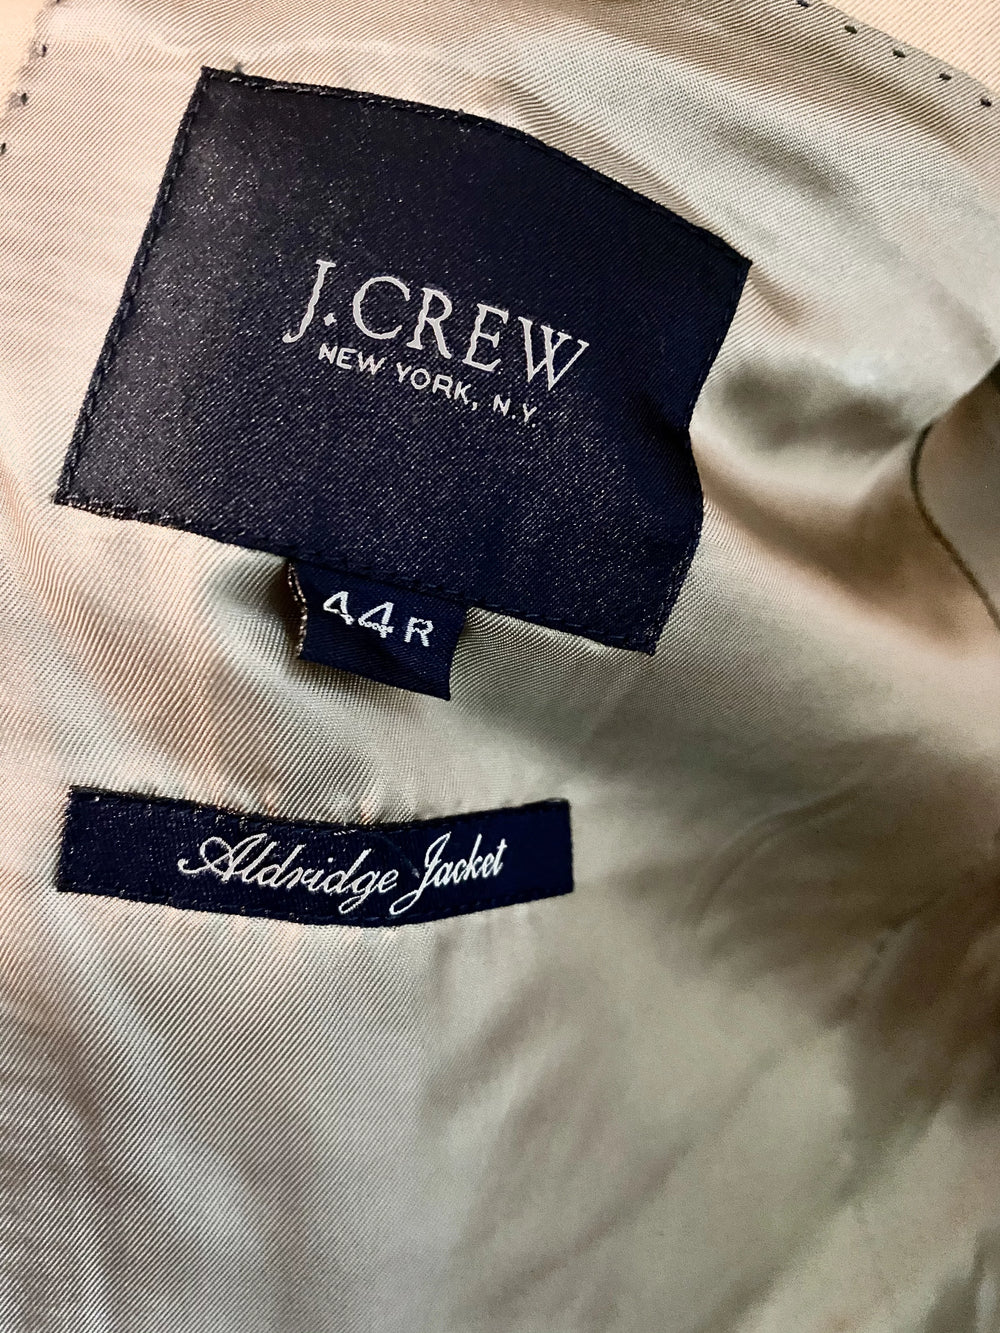 J.CREW
NEW YORK, N.Y
44R
Aldridge Jacket